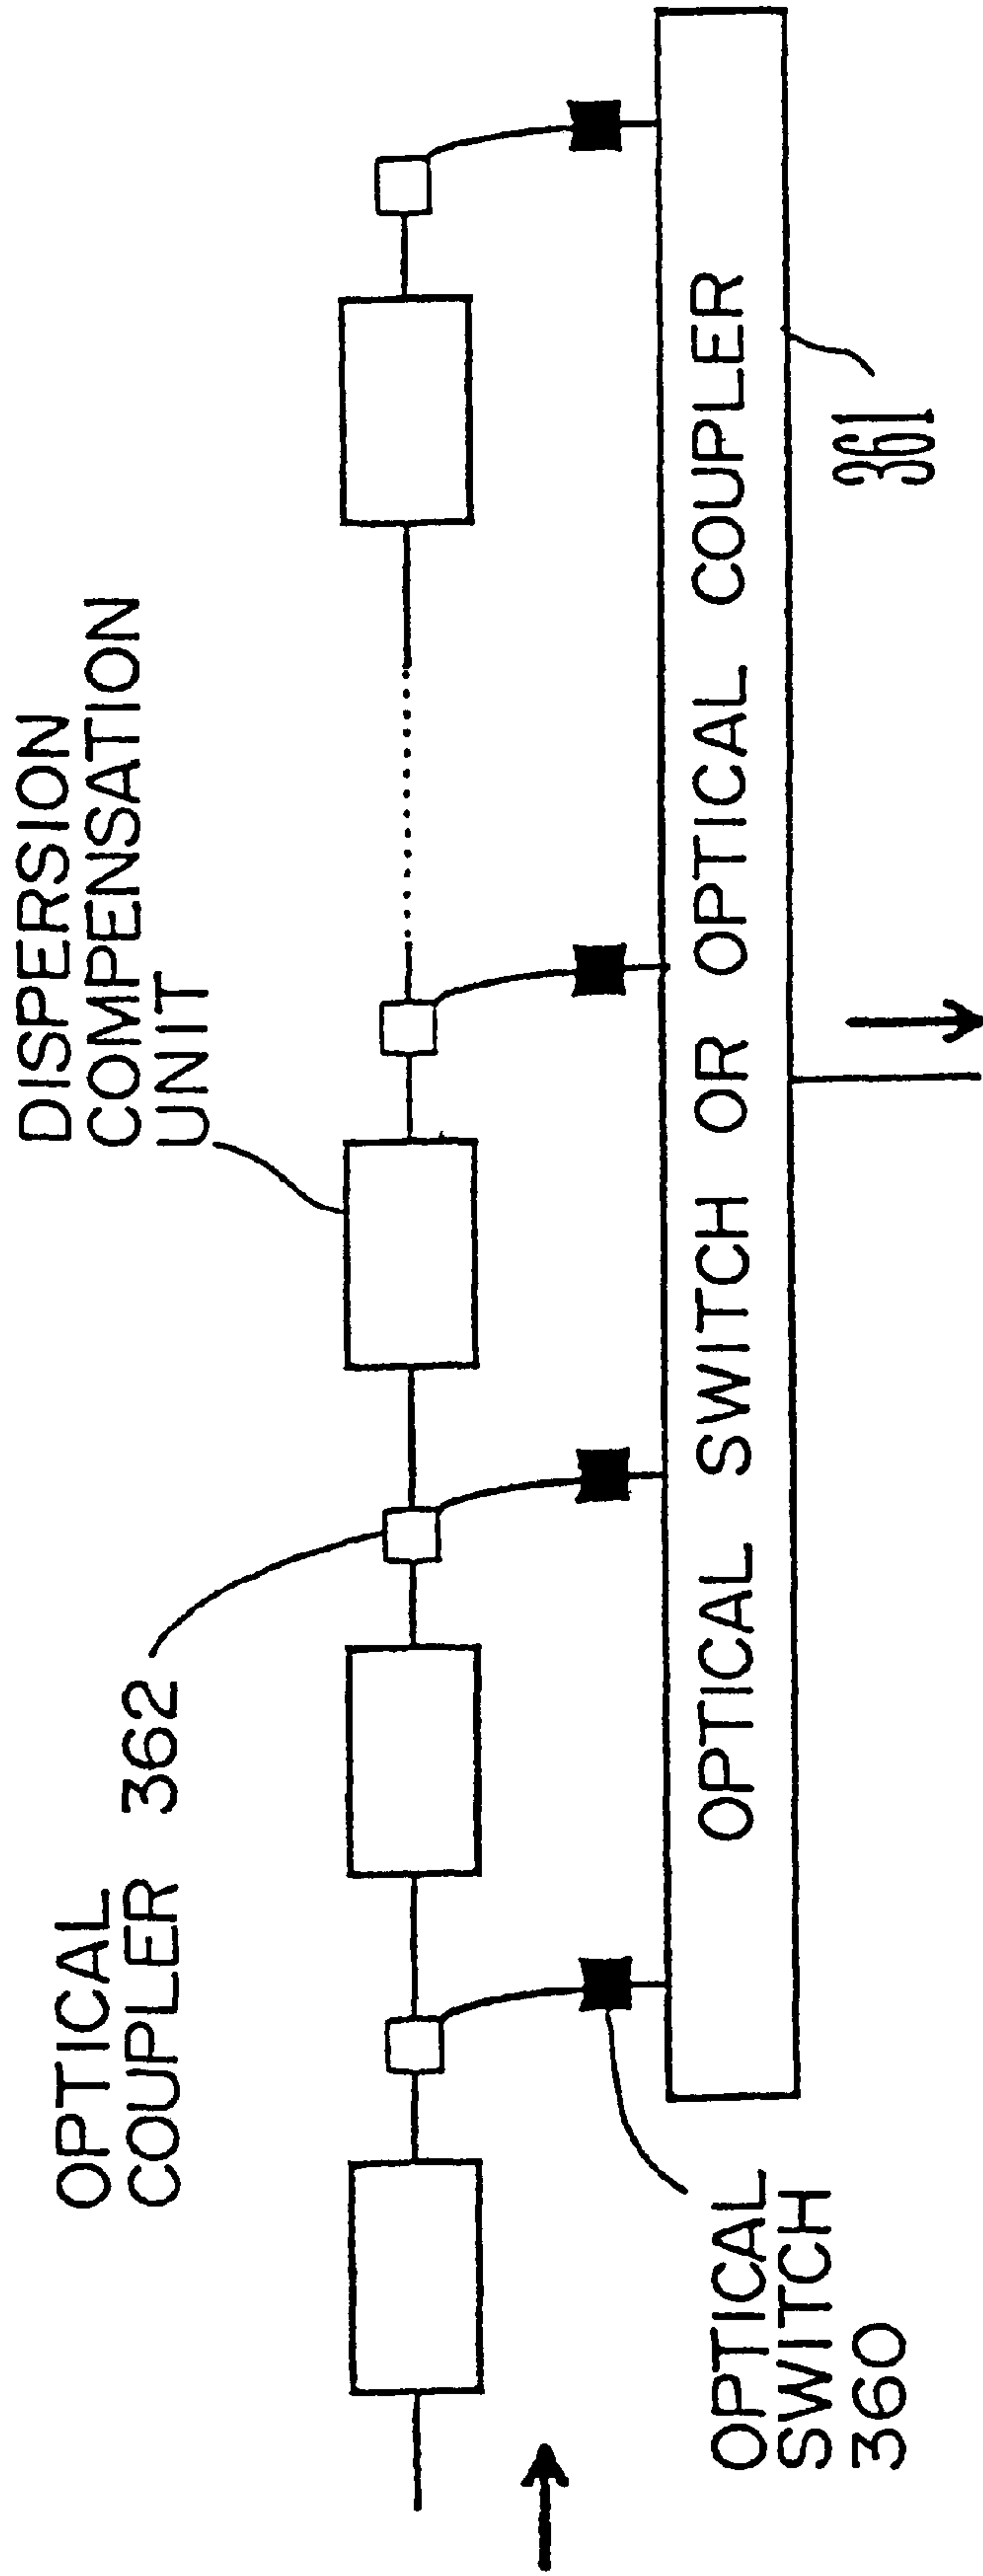 DISPERSION
COMPENSATION
UNIT
OPTICAL
COUPLER 362
OPTICAL SWITCH OR OPTICAL COUPLER
361
OPTICAL
SWITCH
360